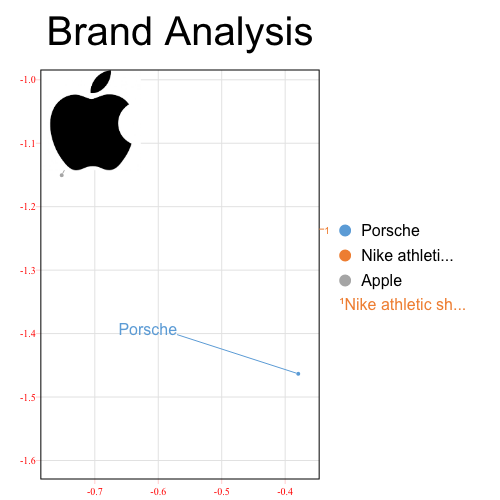 Brand Analysis
-1.0
-1.1
-1.2
-1.3
-1.4
-1.5
-1.6
-0.7
-0.6
-0.5
-0.4
Porsche
1
Porsche
Nike athleti...
Apple
¹Nike athletic sh...